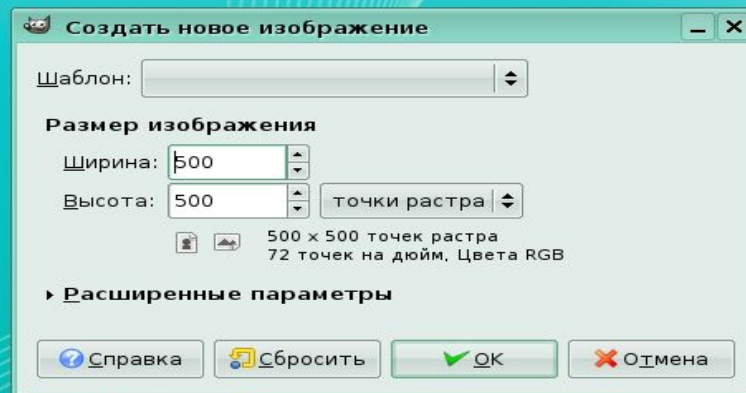 Создать новое изображение
Шаблон:
Размер изображения
Ширина: 500
Высота: 500 точки растра
500 x 500 точек растра
72 точек на дюйм, Цвета RGB
Расширенные параметры
Справка Сбросить OK Отмена